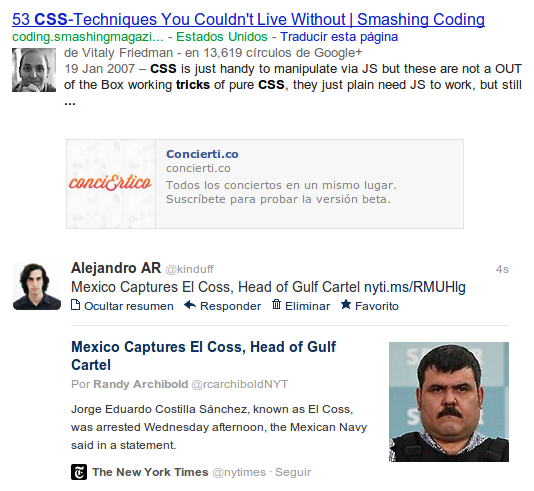 53 CSS-Techniques You Couldn't Live Without | Smashing Coding
coding.smashingmagazi... - Estados Unidos - Traducir esta página
de Vitaly Friedman - en 13,619 círculos de Google+
19 Jan 2007 – CSS is just handy to manipulate via JS but these are not a OUT
of the Box working tricks of pure CSS, they just plain need JS to work, but still
...
conciErtico
Concierti.co
concierti.co
Todos los conciertos en un mismo lugar.
Suscríbete para probar la versión beta.
Alejandro AR @kinduff 4s
Mexico Captures El Coss, Head of Gulf Cartel nyti.ms/RMUHlg
Ocultar resumen Responder Eliminar Favorito
Mexico Captures El Coss, Head of Gulf
Cartel
Por Randy Archibold @rcarchiboldNYT
Jorge Eduardo Costilla Sánchez, known as El Coss,
was arrested Wednesday afternoon, the Mexican Navy
said in a statement.
The New York Times @nytimes · Seguir